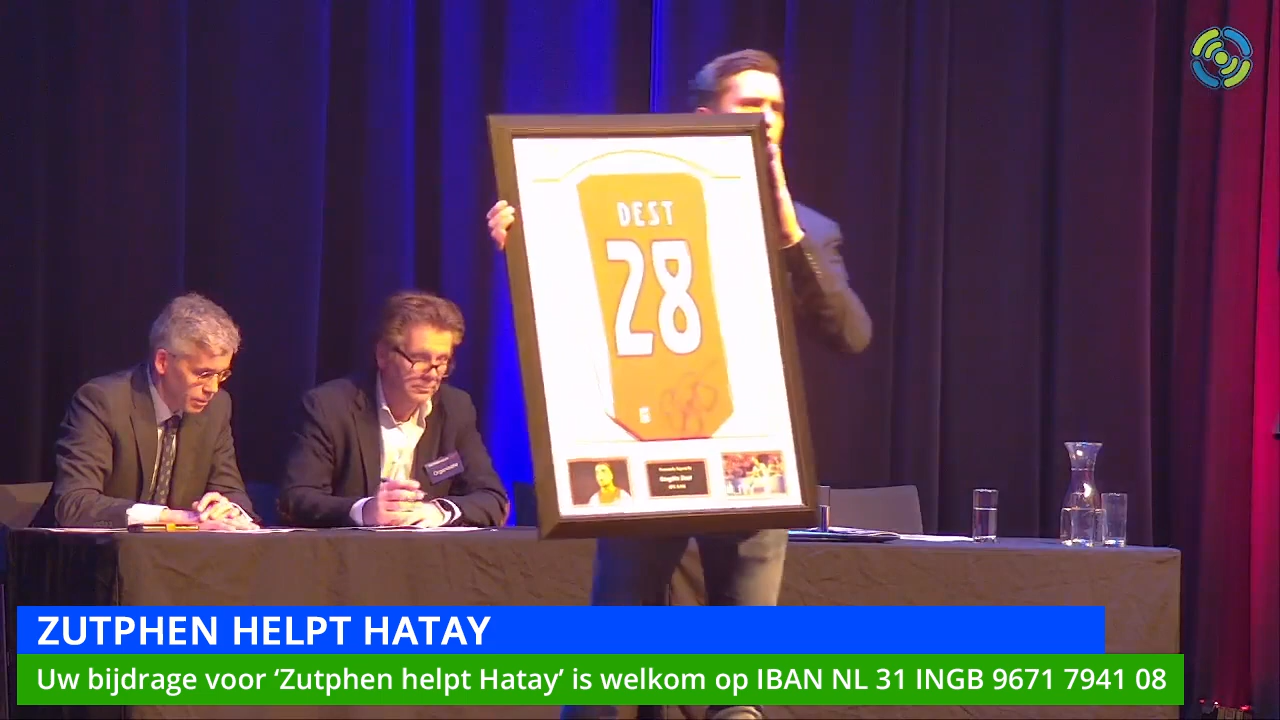 DEST
28
Organisatie
ZUTPHEN HELPT HATAY
Uw bijdrage voor ‘Zutphen helpt Hatay’ is welkom op IBAN NL 31 INGB 9671 7941 08